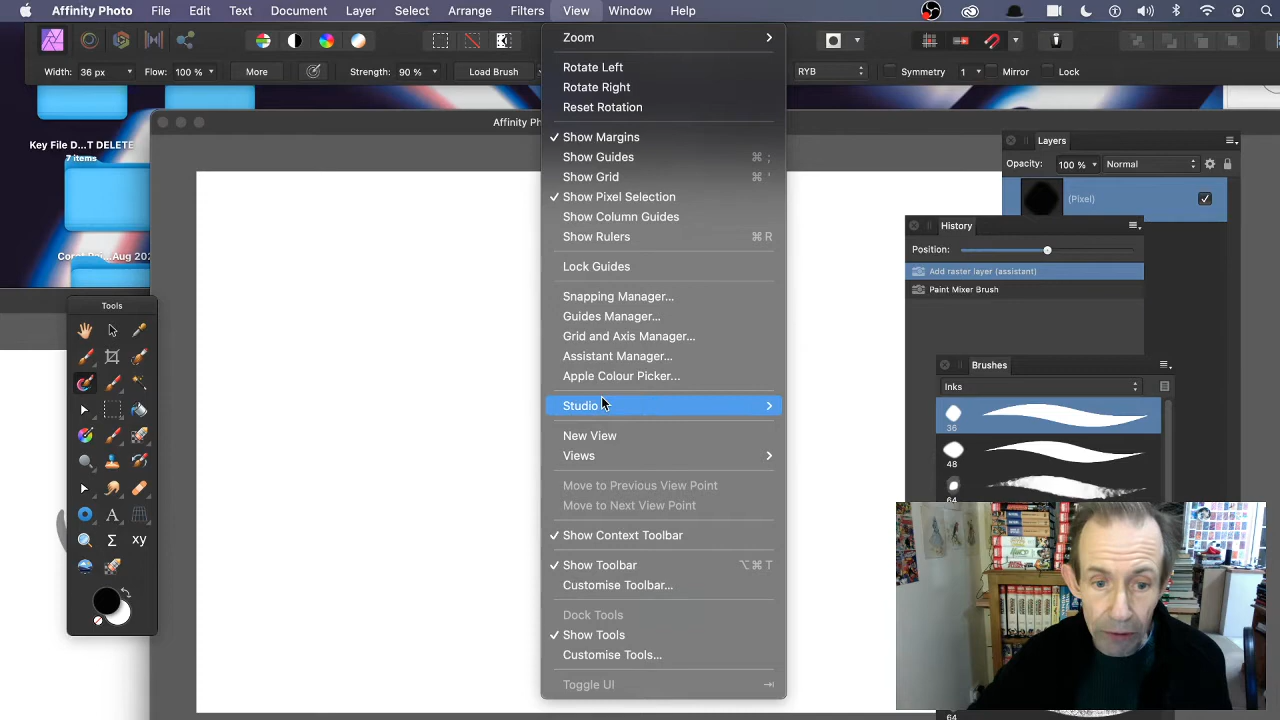 Affinity Photo File Edit Text Document Layer Select Arrange Filters View Window Help
Width: 36 px Flow: 100 % More Strength: 90 % Load Brush RYB Symmetry 1 Mirror Lock
Key File D...T DELETE
7 items
Affinity Pho
Zoom
Rotate Left
Rotate Right
Reset Rotation
✓ Show Margins
Show Guides ⌘ ;
Show Grid ⌘ '
✓ Show Pixel Selection
Show Column Guides
Show Rulers ⌘ R
Lock Guides
Snapping Manager...
Guides Manager...
Grid and Axis Manager...
Assistant Manager...
Apple Colour Picker...
Studio
New View
Views
Move to Previous View Point
Move to Next View Point
✓ Show Context Toolbar
✓ Show Toolbar ⌥⌘ T
Customise Toolbar...
Dock Tools
✓ Show Tools
Customise Tools...
Toggle UI
Layers
Opacity: 100 % Normal
(Pixel)
History
Position:
Add raster layer (assistant)
Paint Mixer Brush
Brushes
Inks
36
48
64
64
Tools
A
Σ xy